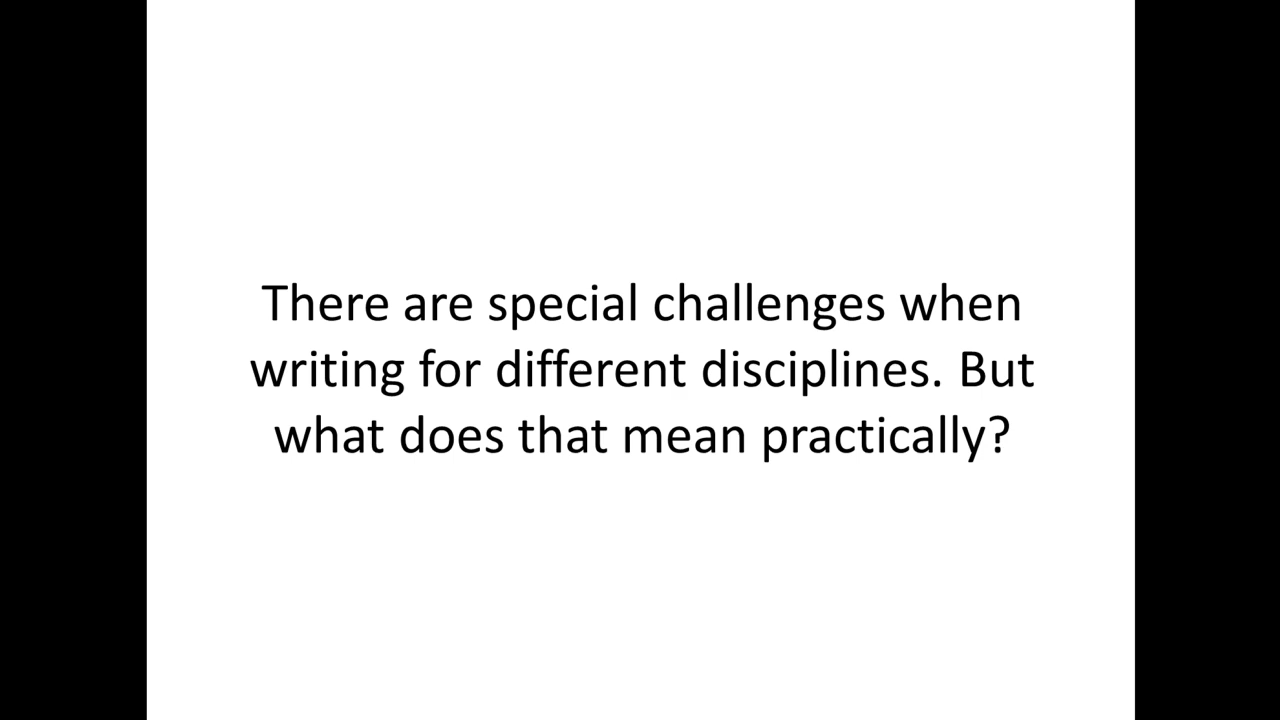 There are special challenges when
writing for different disciplines. But
what does that mean practically?